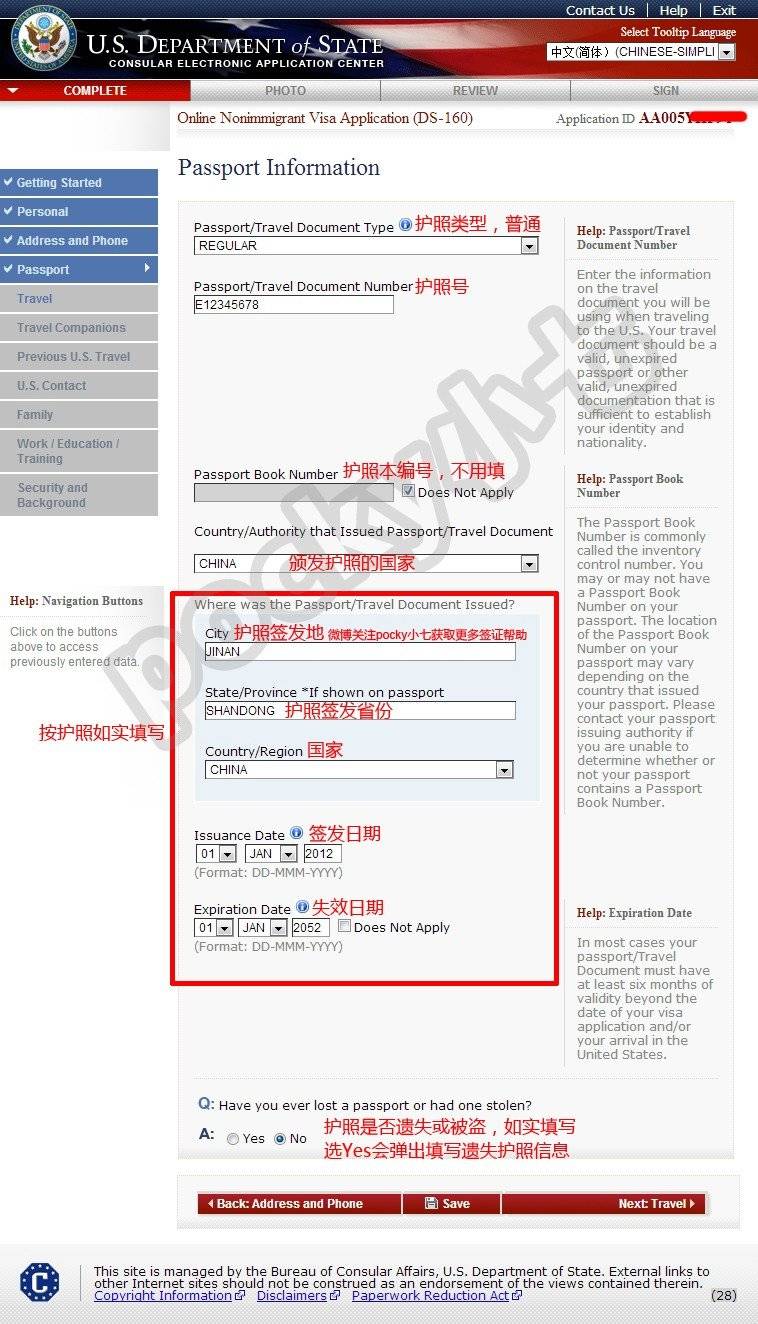 Contact Us | Help | Exit
Select Tooltip Language
U.S. DEPARTMENT of STATE
CONSULAR ELECTRONIC APPLICATION CENTER
中文(简体) (CHINESE-SIMPLI
COMPLETE
PHOTO
REVIEW
SIGN
Online Nonimmigrant Visa Application (DS-160)
Application ID AA005
Passport Information
Getting Started
Personal
Address and Phone
Passport
Travel
Travel Companions
Previous U.S. Travel
U.S. Contact
Family
Work / Education /
Training
Security and
Background
Help: Navigation Buttons
Click on the buttons
above to access
previously entered data.
按护照如实填写
Passport/Travel Document Type 护照类型，普通
REGULAR
Passport/Travel Document Number 护照号
E12345678
Passport Book Number 护照本编号，不用填
Does Not Apply
Country/Authority that Issued Passport/Travel Document
CHINA 颁发护照的国家
Where was the Passport/Travel Document Issued?
City 护照签发地 微博关注pocky小七获取更多签证帮助
JINAN
State/Province *If shown on passport
SHANDONG 护照签发省份
Country/Region 国家
CHINA
Issuance Date 签发日期
01 JAN 2012
(Format: DD-MMM-YYYY)
Expiration Date 失效日期
01 JAN 2052 Does Not Apply
(Format: DD-MMM-YYYY)
Help: Passport/Travel
Document Number
Enter the information
on the travel
document you will be
using when traveling
to the U.S. Your travel
document should be a
valid, unexpired
passport or other
valid, unexpired
documentation that is
sufficient to establish
your identity and
nationality.
Help: Passport Book
Number
The Passport Book
Number is commonly
called the inventory
control number. You
may or may not have
a Passport Book
Number on your
passport. The location
of the Passport Book
Number on your
passport may vary
depending on the
country that issued
your passport. Please
contact your passport
issuing authority if
you are unable to
determine whether or
not your passport
contains a Passport
Book Number.
Help: Expiration Date
In most cases your
passport/Travel
Document must have
at least six months of
validity beyond the
date of your visa
application and/or
your arrival in the
United States.
pocky小七
Q: Have you ever lost a passport or had one stolen?
A: Yes No
护照是否遗失或被盗，如实填写
选Yes会弹出填写遗失护照信息
Back: Address and Phone
Save
Next: Travel
This site is managed by the Bureau of Consular Affairs, U.S. Department of State. External links to
other Internet sites should not be construed as an endorsement of the views contained therein.
Copyright Information Disclaimers Paperwork Reduction Act (28)